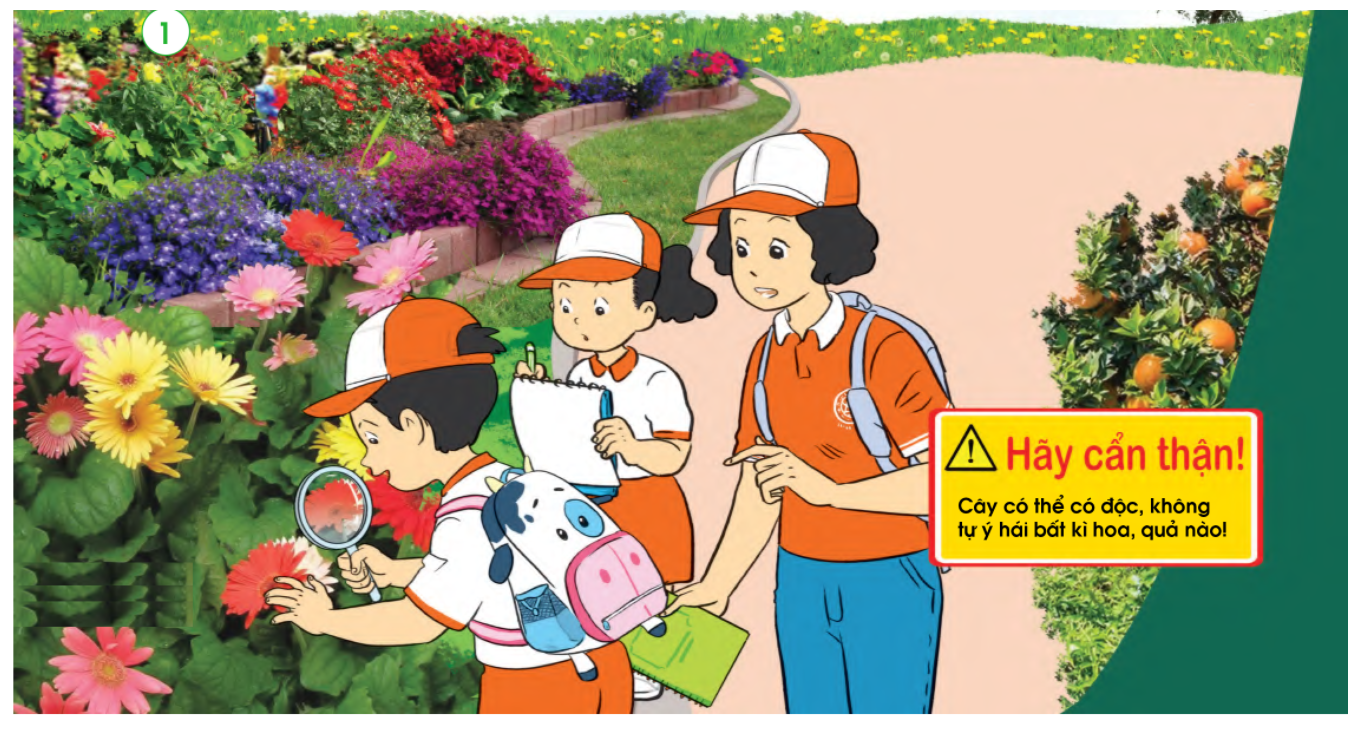 1
Hãy cẩn thận!
Cây có thể có độc, không
tự ý hái bất kì hoa, quả nào!